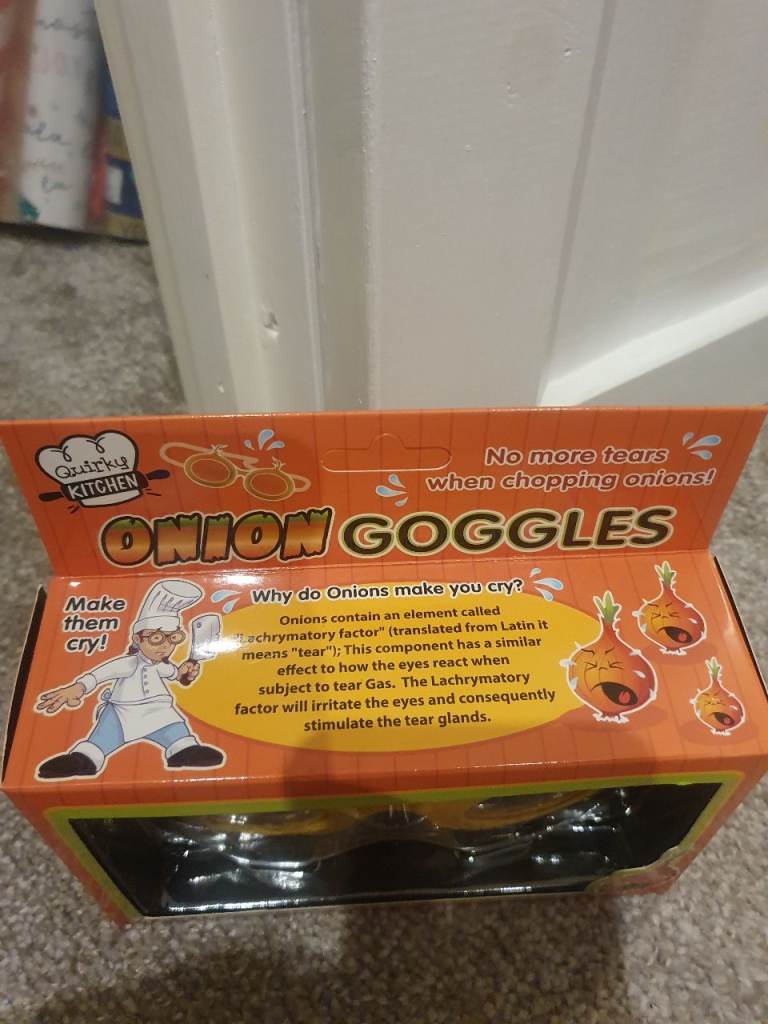 Quirky
KITCHEN
No more tears
when chopping onions!
ONION GOGGLES
Make
them
cry!
Why do Onions make you cry?
Onions contain an element called
"Lachrymatory factor" (translated from Latin it
means "tear"); This component has a similar
effect to how the eyes react when
subject to tear Gas. The Lachrymatory
factor will irritate the eyes and consequently
stimulate the tear glands.